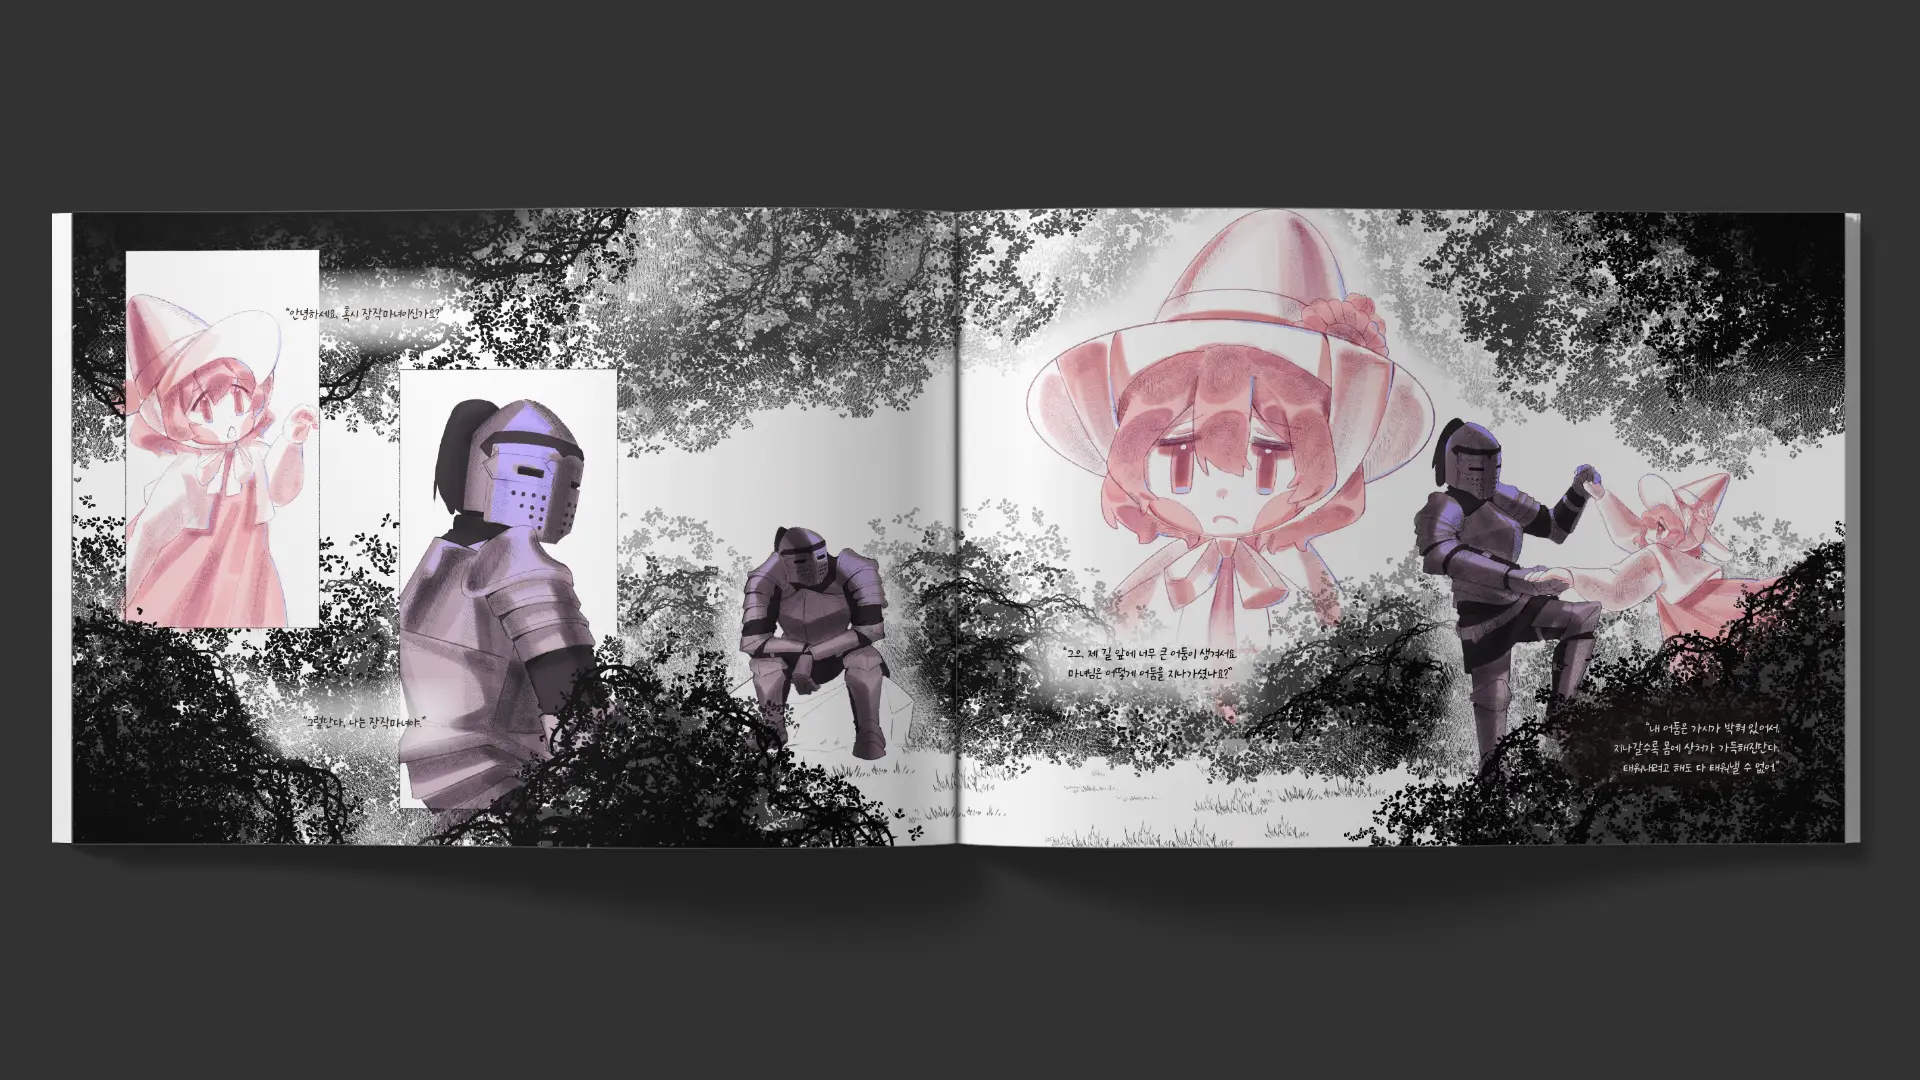 "안녕하세요. 혹시 장작마녀이신가요?"
"그렇단다. 나는 장작마녀야."
"그으, 제 길 앞에 너무 큰 어둠이 생겨서요.
마녀님은 어떻게 어둠을 지나가셨나요?"
"내 어둠은 가시가 박혀 있어서,
지나갈수록 몸에 상처가 가득해진단다.
태워내려고 해도 다 태워낼 수 없어."